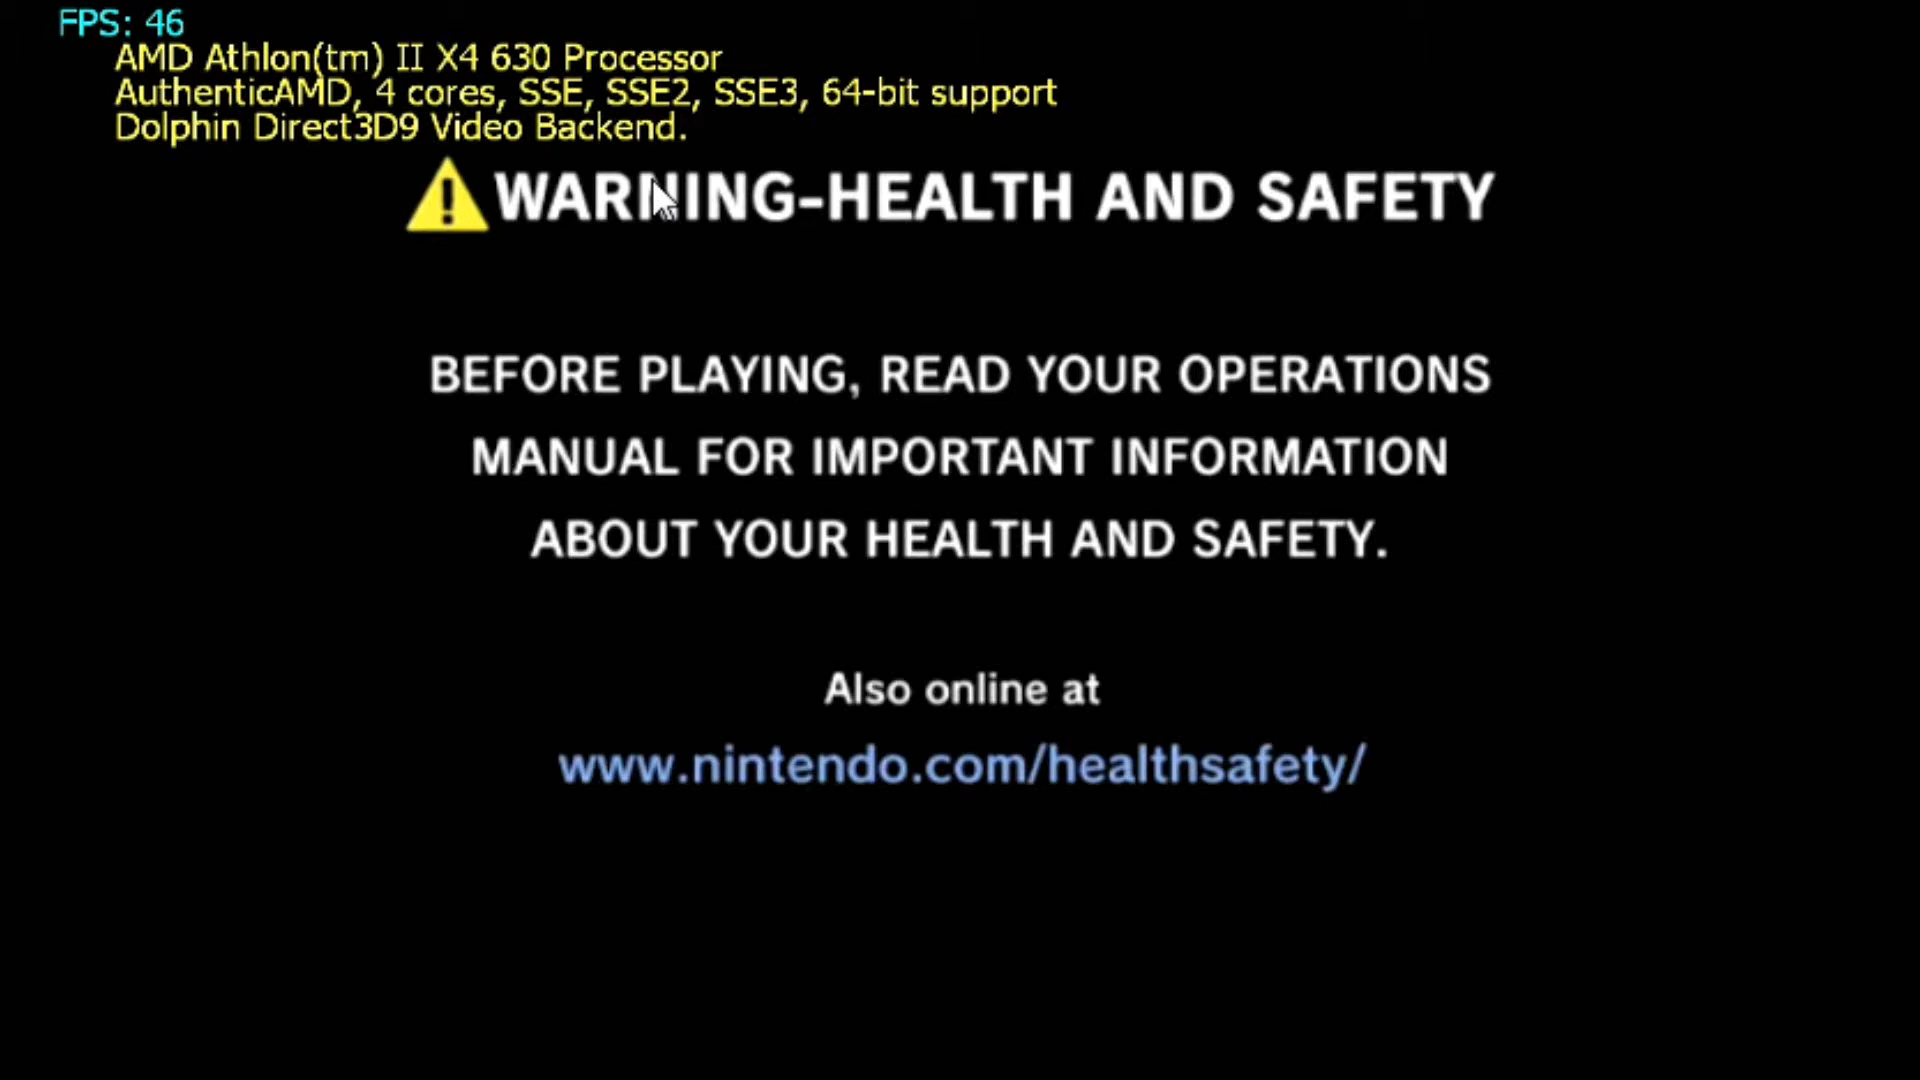 FPS: 46
AMD Athlon(tm) II X4 630 Processor
AuthenticAMD, 4 cores, SSE, SSE2, SSE3, 64-bit support
Dolphin Direct3D9 Video Backend.
WARNING-HEALTH AND SAFETY
BEFORE PLAYING, READ YOUR OPERATIONS
MANUAL FOR IMPORTANT INFORMATION
ABOUT YOUR HEALTH AND SAFETY.
Also online at
www.nintendo.com/healthsafety/